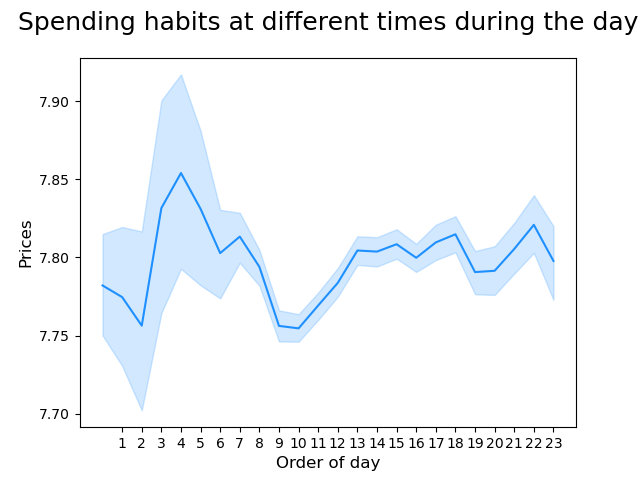 Spending habits at different times during the day
7.90
7.85
7.80
7.75
7.70
Prices
1 2 3 4 5 6 7 8 9 10 11 12 13 14 15 16 17 18 19 20 21 22 23
Order of day